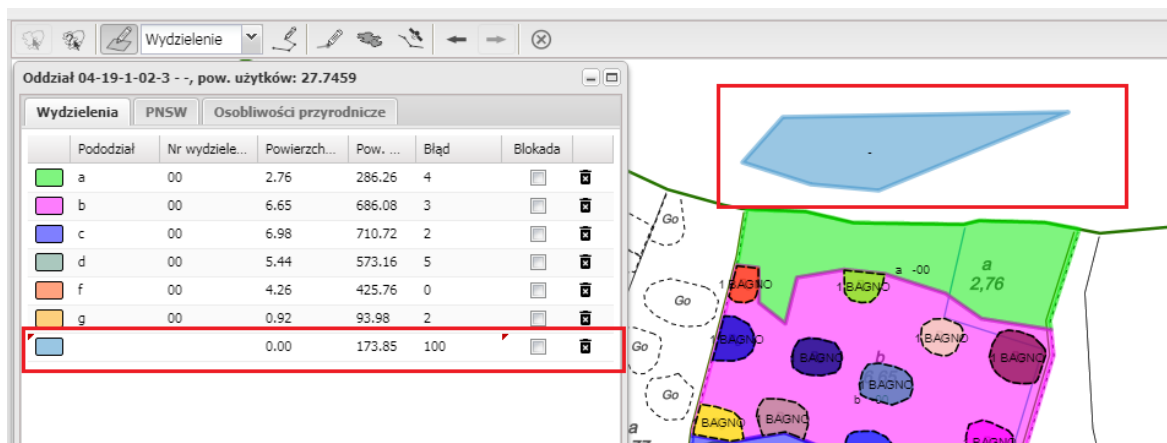 Wydzielenie
Oddział 04-19-1-02-3 - -, pow. użytków: 27.7459
Wydzielenia PNSW Osobliwości przyrodnicze
Pododział Nr wydziele... Powierzch... Pow. ... Błąd Blokada
a 00 2.76 286.26 4
b 00 6.65 686.08 3
c 00 6.98 710.72 2
d 00 5.44 573.16 5
f 00 4.26 425.76 0
g 00 0.92 93.98 2
0.00 173.85 100
-
Go
a -00
a
2,76
1 BAGNO
1 BAGNO
Go
1 BAGNO
1 BAGNO
Go
BAGNO
b
6,65
1 BAGNO
b -00
Go
BAGNO
BAGNO
a